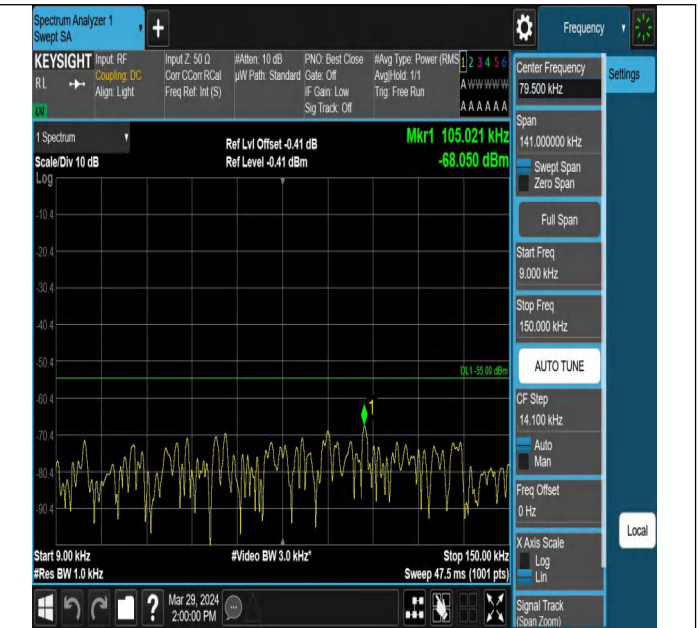 Spectrum Analyzer 1
Swept SA
+
Frequency
KEYSIGHT
RL
LXI
Input: RF
Coupling: DC
Align: Light
Input Z: 50 Ω
Corr CCorr RCal
Freq Ref: Int (S)
#Atten: 10 dB
µW Path: Standard
PNO: Best Close
Gate: Off
IF Gain: Low
Sig Track: Off
#Avg Type: Power (RMS
Avg|Hold: 1/1
Trig: Free Run
1 2 3 4 5 6
A W W W W W
A A A A A A
1 Spectrum
Scale/Div 10 dB
Ref Lvl Offset -0.41 dB
Ref Level -0.41 dBm
Mkr1 105.021 kHz
-68.050 dBm
Log
-10.4
-20.4
-30.4
-40.4
-50.4
-60.4
-70.4
-80.4
-90.4
DL1 -55.00 dBm
1
Start 9.00 kHz
#Res BW 1.0 kHz
#Video BW 3.0 kHz*
Stop 150.00 kHz
Sweep 47.5 ms (1001 pts)
?
Mar 29, 2024
2:00:00 PM
Center Frequency
79.500 kHz
Span
141.000000 kHz
Swept Span
Zero Span
Full Span
Start Freq
9.000 kHz
Stop Freq
150.000 kHz
AUTO TUNE
CF Step
14.100 kHz
Auto
Man
Freq Offset
0 Hz
X Axis Scale
Log
Lin
Signal Track
(Span Zoom)
Settings
Local